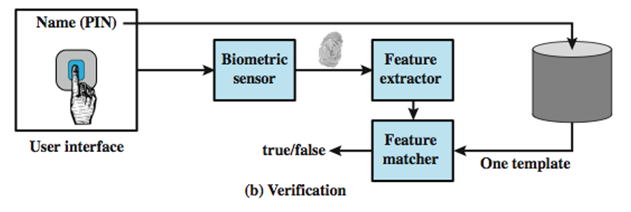 Name (PIN)
Biometric
sensor
Feature
extractor
User interface
true/false
Feature
matcher
One template
(b) Verification